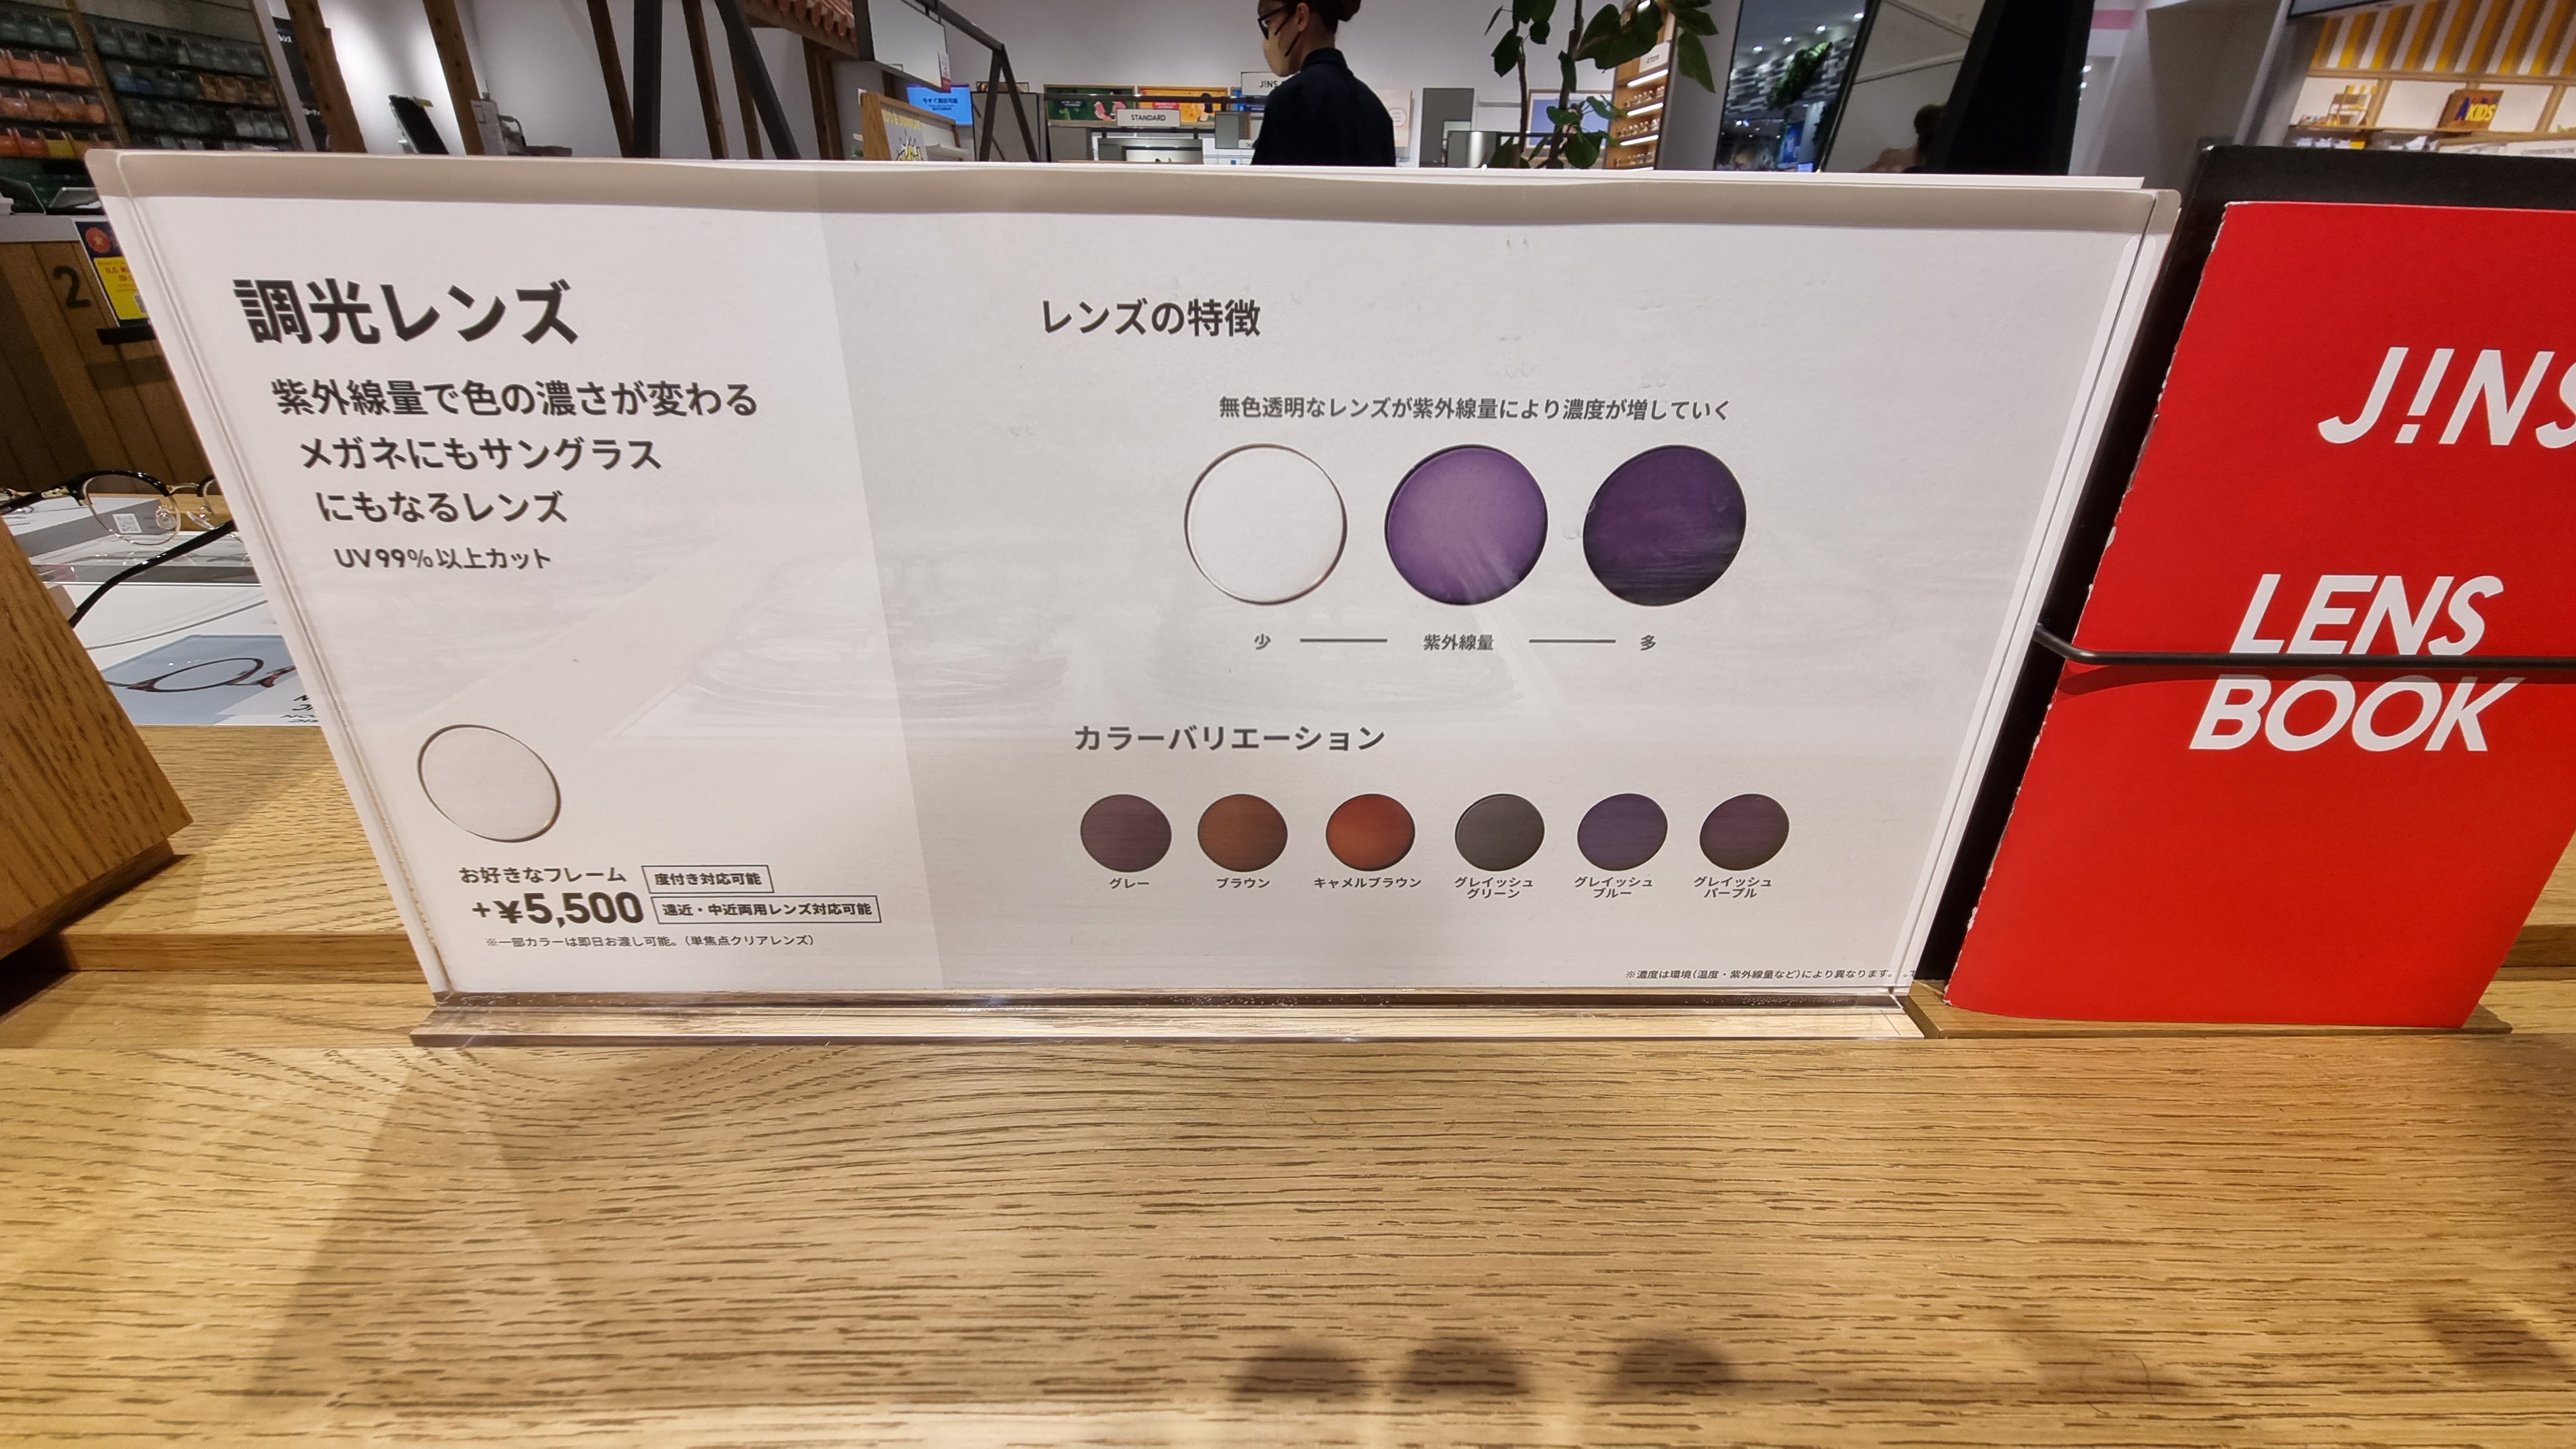 調光レンズ
紫外線量で色の濃さが変わる
メガネにもサングラス
にもなるレンズ
UV99%以上カット
お好きなフレーム
+¥5,500
度付き対応可能
遠近・中近両用レンズ対応可能
※一部カラーは即日お渡し可能。(単焦点クリアレンズ)
レンズの特徴
無色透明なレンズが紫外線量により濃度が増していく
少 紫外線量 多
カラーバリエーション
グレー
ブラウン
キャメルブラウン
グレイッシュ
グリーン
グレイッシュ
ブルー
グレイッシュ
パープル
※濃度は環境(温度・紫外線量など)により異なります。
J!NS
LENS
BOOK
STANDARD
J!NS
KIDS
2